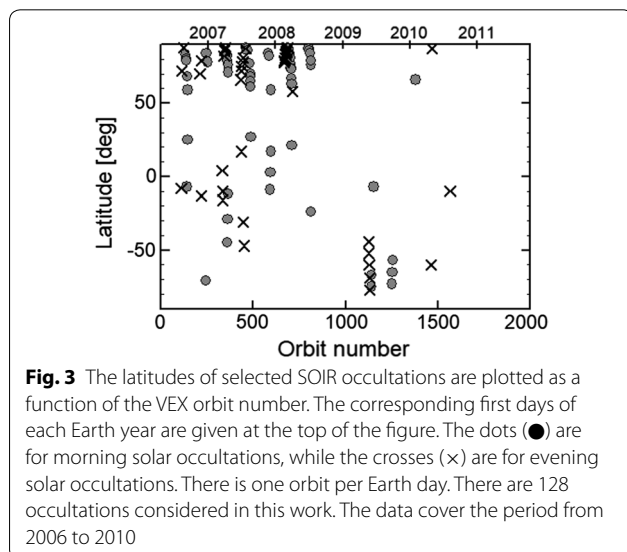 2007 2008 2009 2010 2011
50
0
-50
Latitude [deg]
0 500 1000 1500 2000
Orbit number
Fig. 3 The latitudes of selected SOIR occultations are plotted as a
function of the VEX orbit number. The corresponding first days of
each Earth year are given at the top of the figure. The dots (●) are
for morning solar occultations, while the crosses (×) are for evening
solar occultations. There is one orbit per Earth day. There are 128
occultations considered in this work. The data cover the period from
2006 to 2010